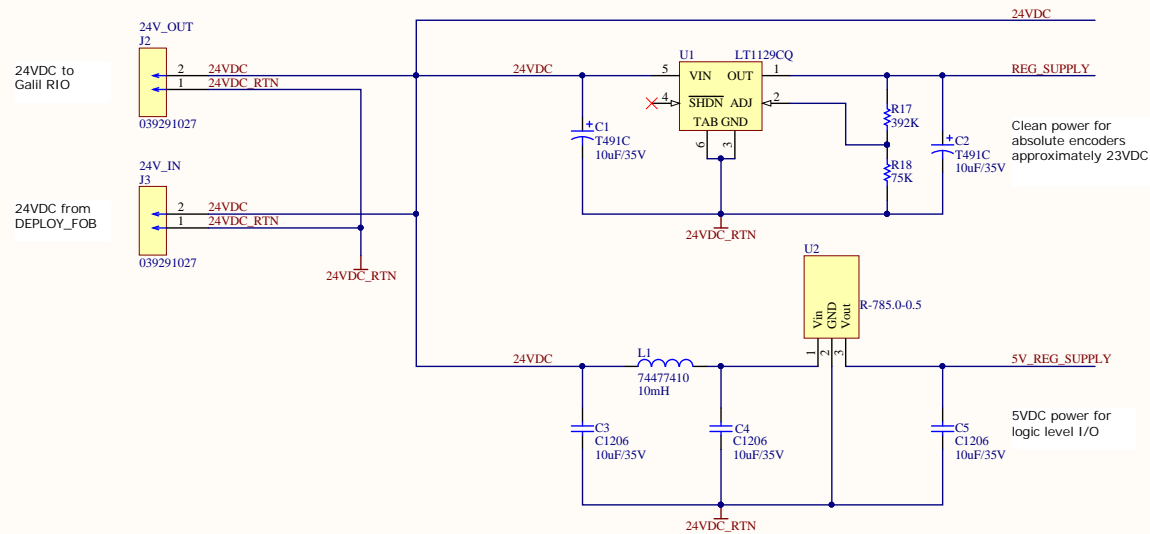 24VDC
24V_OUT
J2
24VDC to
Galil RIO
2
24VDC
1
24VDC_RTN
039291027
24VDC
U1
LT1129CQ
5
VIN
OUT
1
REG_SUPPLY
4
SHDN
ADJ
2
TAB GND
6
3
C1
T491C
10uF/35V
+
R17
392K
R18
75K
+
C2
T491C
10uF/35V
Clean power for
absolute encoders
approximately 23VDC
24VDC_RTN
24V_IN
J3
24VDC from
DEPLOY_FOB
2
24VDC
1
24VDC_RTN
039291027
24VDC_RTN
U2
R-785.0-0.5
Vin
GND
Vout
1
2
3
24VDC
L1
74477410
10mH
5V_REG_SUPPLY
C3
C1206
10uF/35V
C4
C1206
10uF/35V
C5
C1206
10uF/35V
5VDC power for
logic level I/O
24VDC_RTN